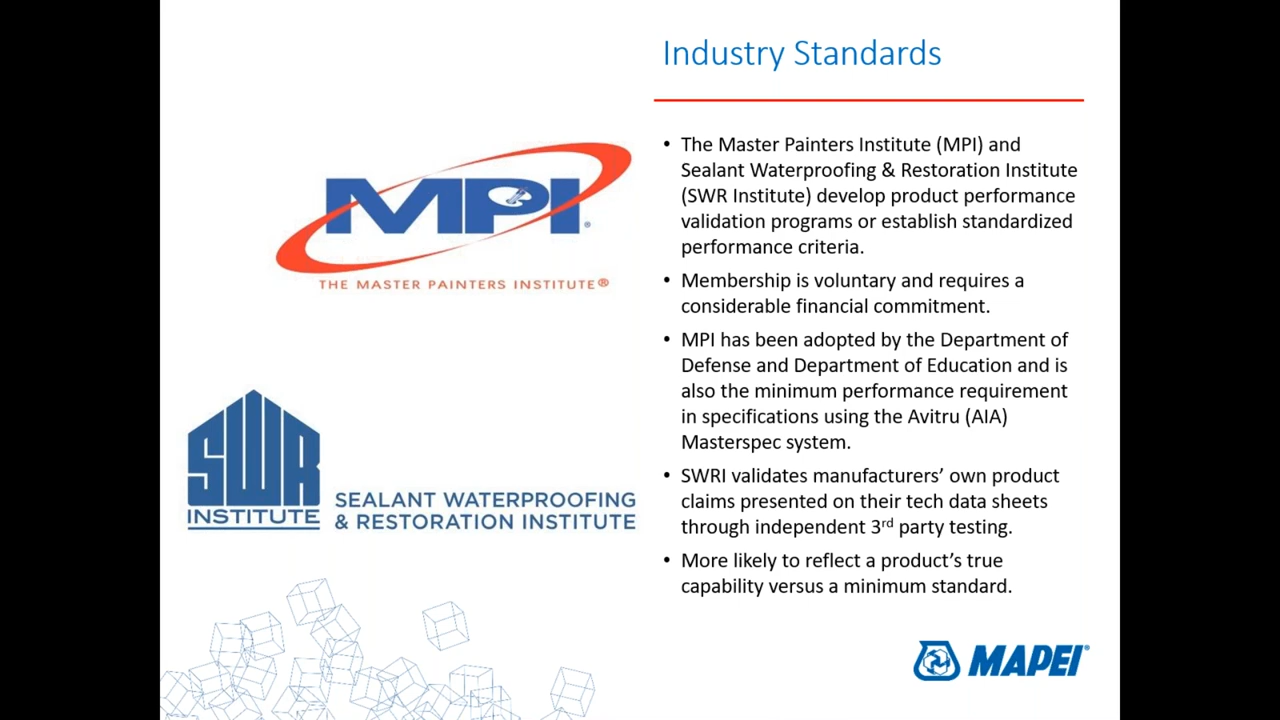 Industry Standards
MPI®
THE MASTER PAINTERS INSTITUTE®
SWR
INSTITUTE
SEALANT WATERPROOFING
& RESTORATION INSTITUTE
• The Master Painters Institute (MPI) and
Sealant Waterproofing & Restoration Institute
(SWR Institute) develop product performance
validation programs or establish standardized
performance criteria.
• Membership is voluntary and requires a
considerable financial commitment.
• MPI has been adopted by the Department of
Defense and Department of Education and is
also the minimum performance requirement
in specifications using the Avitru (AIA)
Masterspec system.
• SWRI validates manufacturers’ own product
claims presented on their tech data sheets
through independent 3rd party testing.
• More likely to reflect a product’s true
capability versus a minimum standard.
MAPEI®